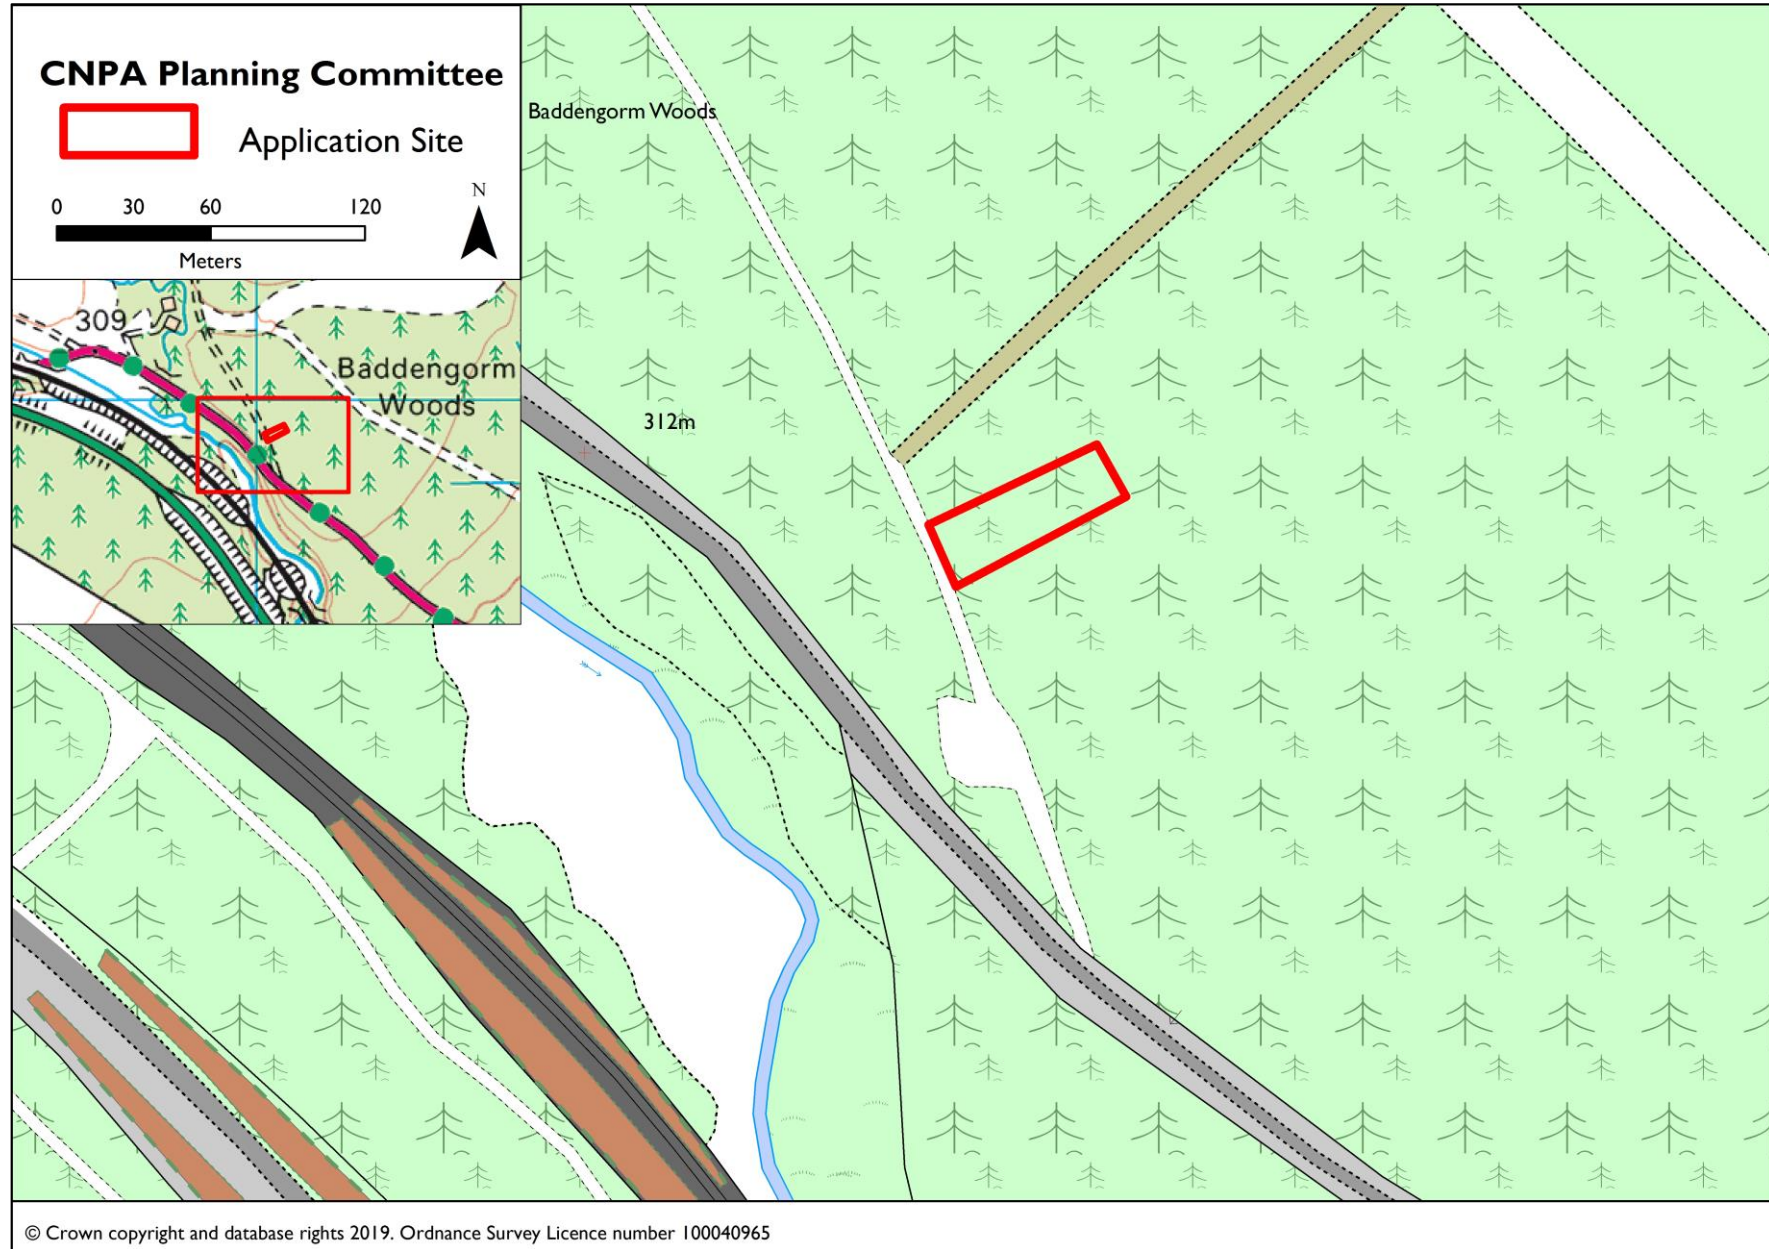 CNPA Planning Committee
Application Site
N
0 30 60 120
Meters
309
Baddengorm
Woods
Baddengorm Woods
312m
© Crown copyright and database rights 2019. Ordnance Survey Licence number 100040965